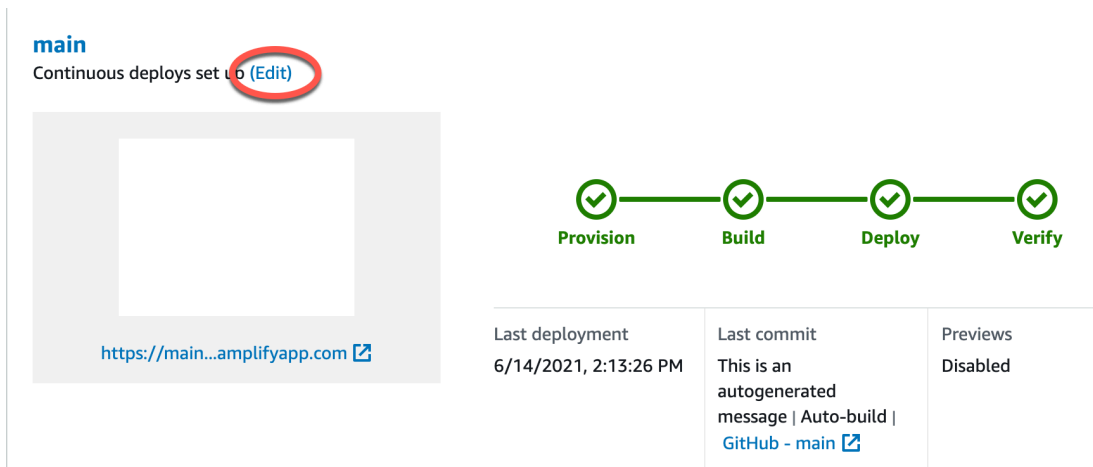 main
Continuous deploys set up (Edit)
Provision
Build
Deploy
Verify
https://main...amplifyapp.com
Last deployment
6/14/2021, 2:13:26 PM
Last commit
This is an
autogenerated
message | Auto-build |
GitHub - main
Previews
Disabled